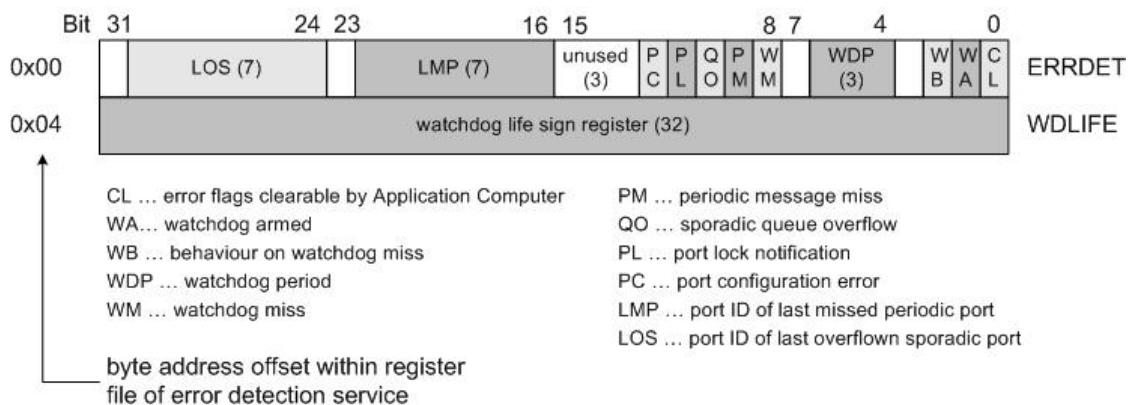 Bit 31 24 23 16 15 8 7 4 0
0x00 LOS (7) LMP (7) unused (3) P C P L Q O P M W M WDP (3) W B W A C L ERRDET
0x04 watchdog life sign register (32) WDLIFE
CL ... error flags clearable by Application Computer
WA... watchdog armed
WB ... behaviour on watchdog miss
WDP ... watchdog period
WM ... watchdog miss
PM ... periodic message miss
QO ... sporadic queue overflow
PL ... port lock notification
PC ... port configuration error
LMP ... port ID of last missed periodic port
LOS ... port ID of last overflown sporadic port
byte address offset within register
file of error detection service